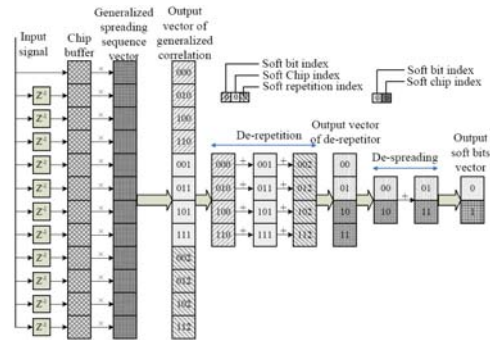 Input signal
Chip buffer
Generalized spreading sequence vector
Output vector of generalized correlation
Soft bit index
Soft Chip index
Soft repetition index
0
Soft bit index
Soft chip index
0
000
010
100
110
001
011
101
111
002
012
102
112
De-repetition
000 + 001 + 002
010 + 011 + 012
100 + 101 + 102
110 + 111 + 112
Output vector of de-repetitor
00
01
10
11
De-spreading
00 + 01
10 11
Output soft bits vector
0
1